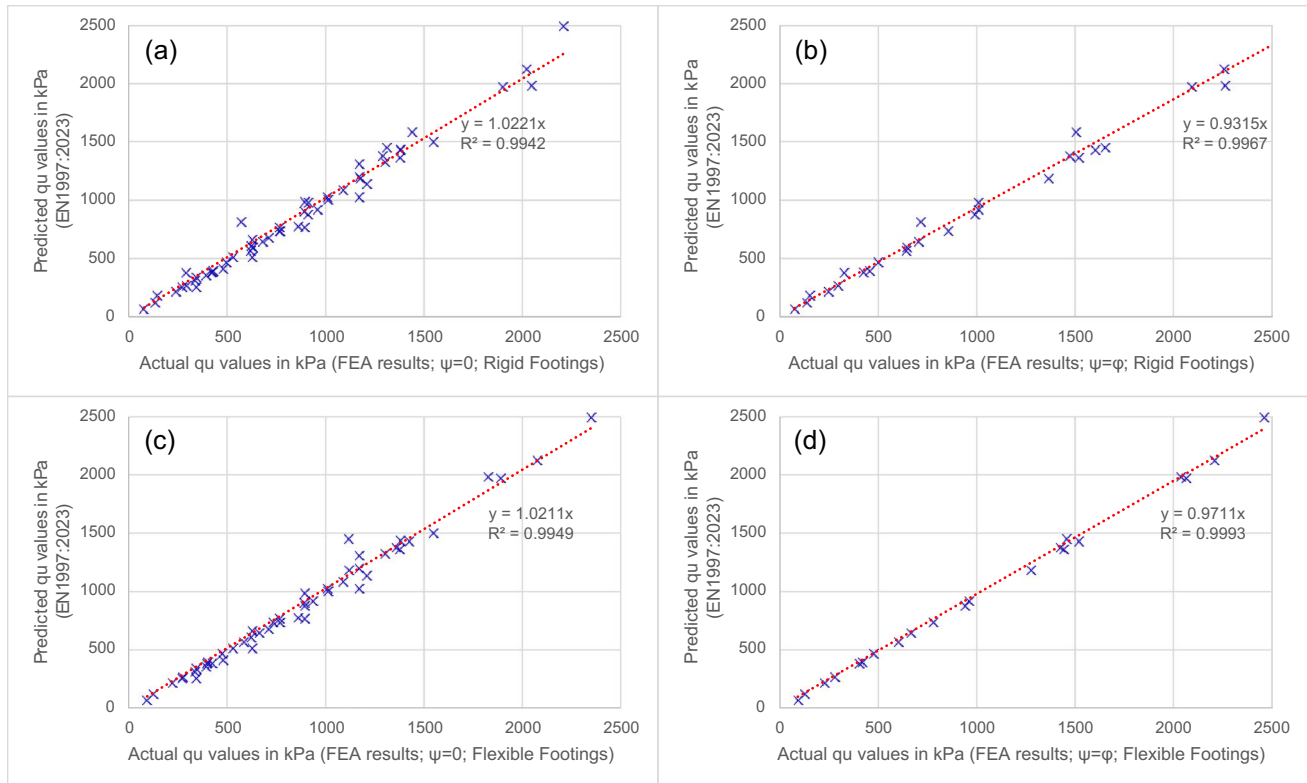 (a)
Predicted qu values in kPa
(EN1997:2023)
2500
2000
1500
1000
500
0
y = 1.0221x
R² = 0.9942
0 500 1000 1500 2000 2500
Actual qu values in kPa (FEA results; ψ=0; Rigid Footings)
(b)
Predicted qu values in kPa
(EN1997:2023)
2500
2000
1500
1000
500
0
y = 0.9315x
R² = 0.9967
0 500 1000 1500 2000 2500
Actual qu values in kPa (FEA results; ψ=φ; Rigid Footings)
(c)
Predicted qu values in kPa
(EN1997:2023)
2500
2000
1500
1000
500
0
y = 1.0211x
R² = 0.9949
0 500 1000 1500 2000 2500
Actual qu values in kPa (FEA results; ψ=0; Flexible Footings)
(d)
Predicted qu values in kPa
(EN1997:2023)
2500
2000
1500
1000
500
0
y = 0.9711x
R² = 0.9993
0 500 1000 1500 2000 2500
Actual qu values in kPa (FEA results; ψ=φ; Flexible Footings)